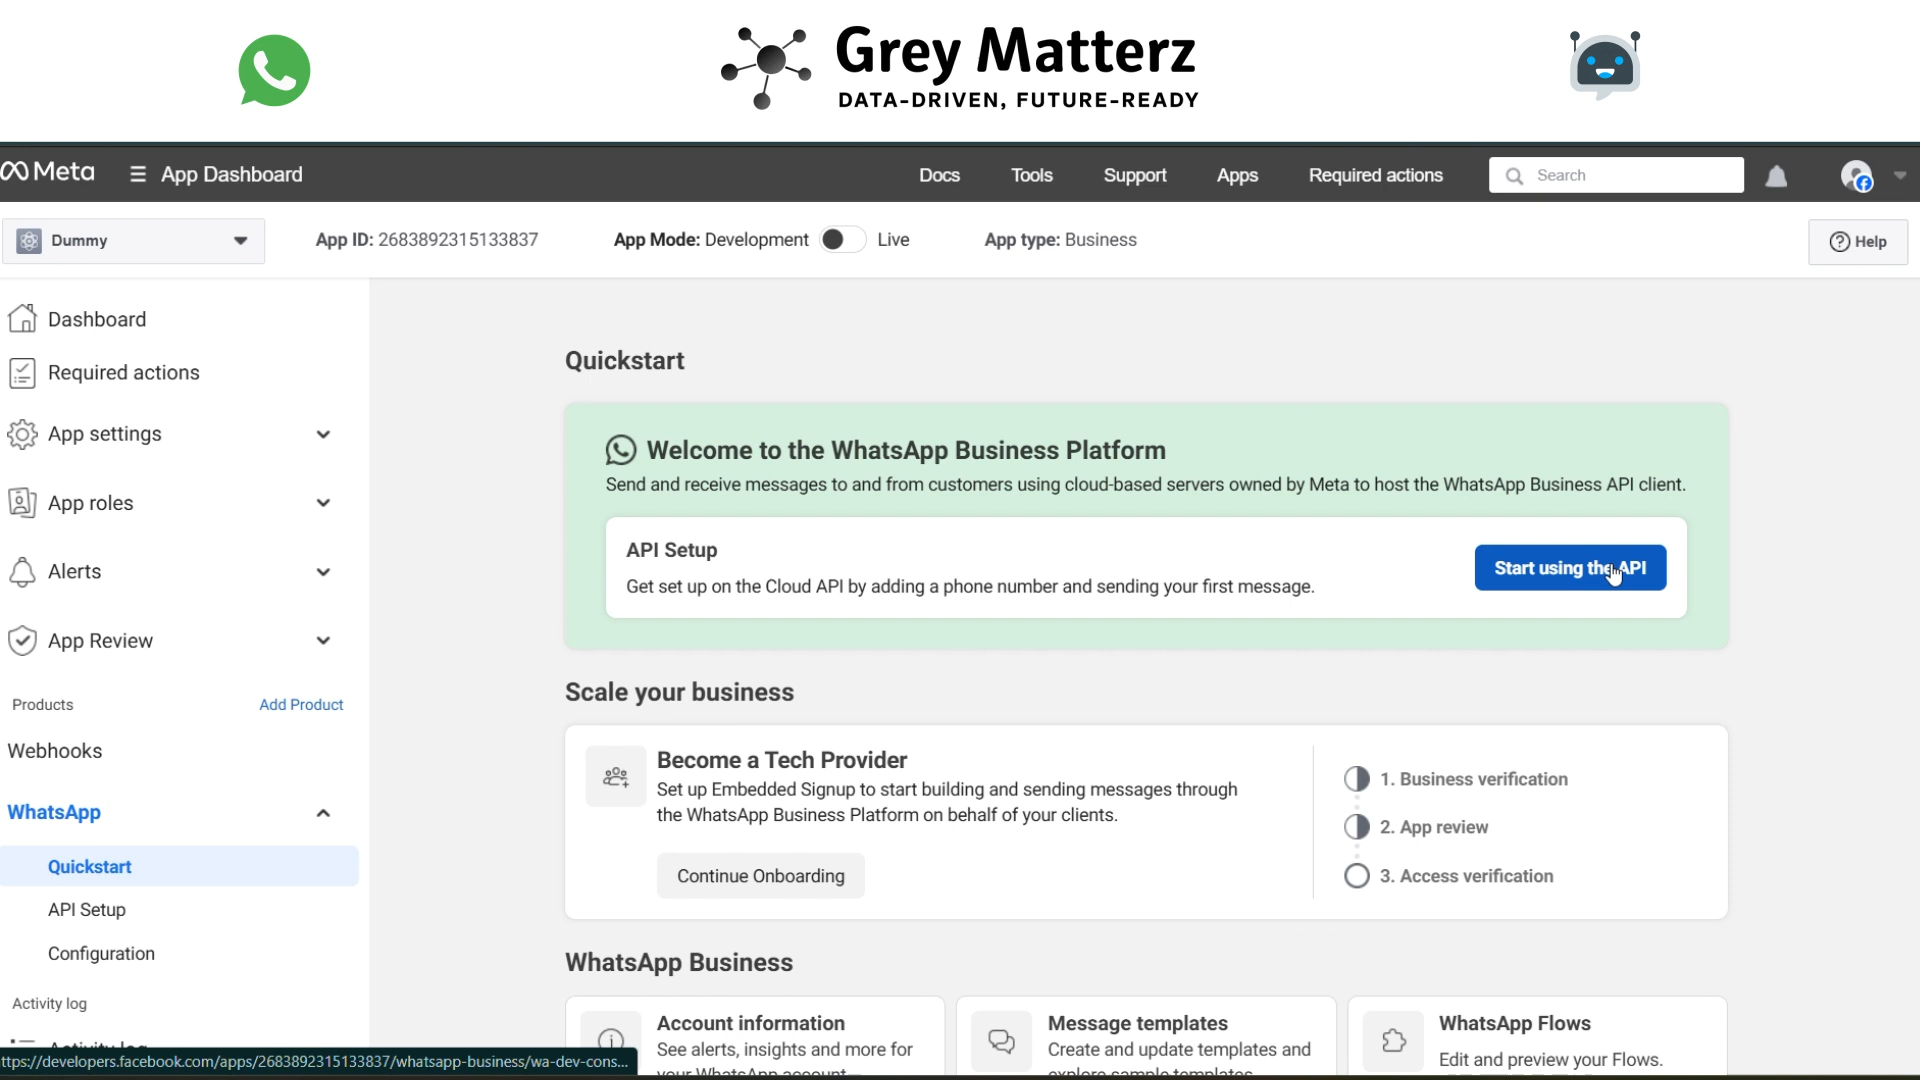 Grey Matterz
DATA-DRIVEN, FUTURE-READY
Meta
App Dashboard
Docs
Tools
Support
Apps
Required actions
Search
Dummy
App ID: 2683892315133837
App Mode: Development
Live
App type: Business
Help
Dashboard
Required actions
App settings
App roles
Alerts
App Review
Products
Add Product
Webhooks
WhatsApp
Quickstart
API Setup
Configuration
Activity log
Activity log
ttps://developers.facebook.com/apps/2683892315133837/whatsapp-business/wa-dev-cons...
Quickstart
Welcome to the WhatsApp Business Platform
Send and receive messages to and from customers using cloud-based servers owned by Meta to host the WhatsApp Business API client.
API Setup
Get set up on the Cloud API by adding a phone number and sending your first message.
Start using the API
Scale your business
Become a Tech Provider
Set up Embedded Signup to start building and sending messages through
the WhatsApp Business Platform on behalf of your clients.
Continue Onboarding
1. Business verification
2. App review
3. Access verification
WhatsApp Business
Account information
See alerts, insights and more for
your WhatsApp account
Message templates
Create and update templates and
explore sample templates
WhatsApp Flows
Edit and preview your Flows.